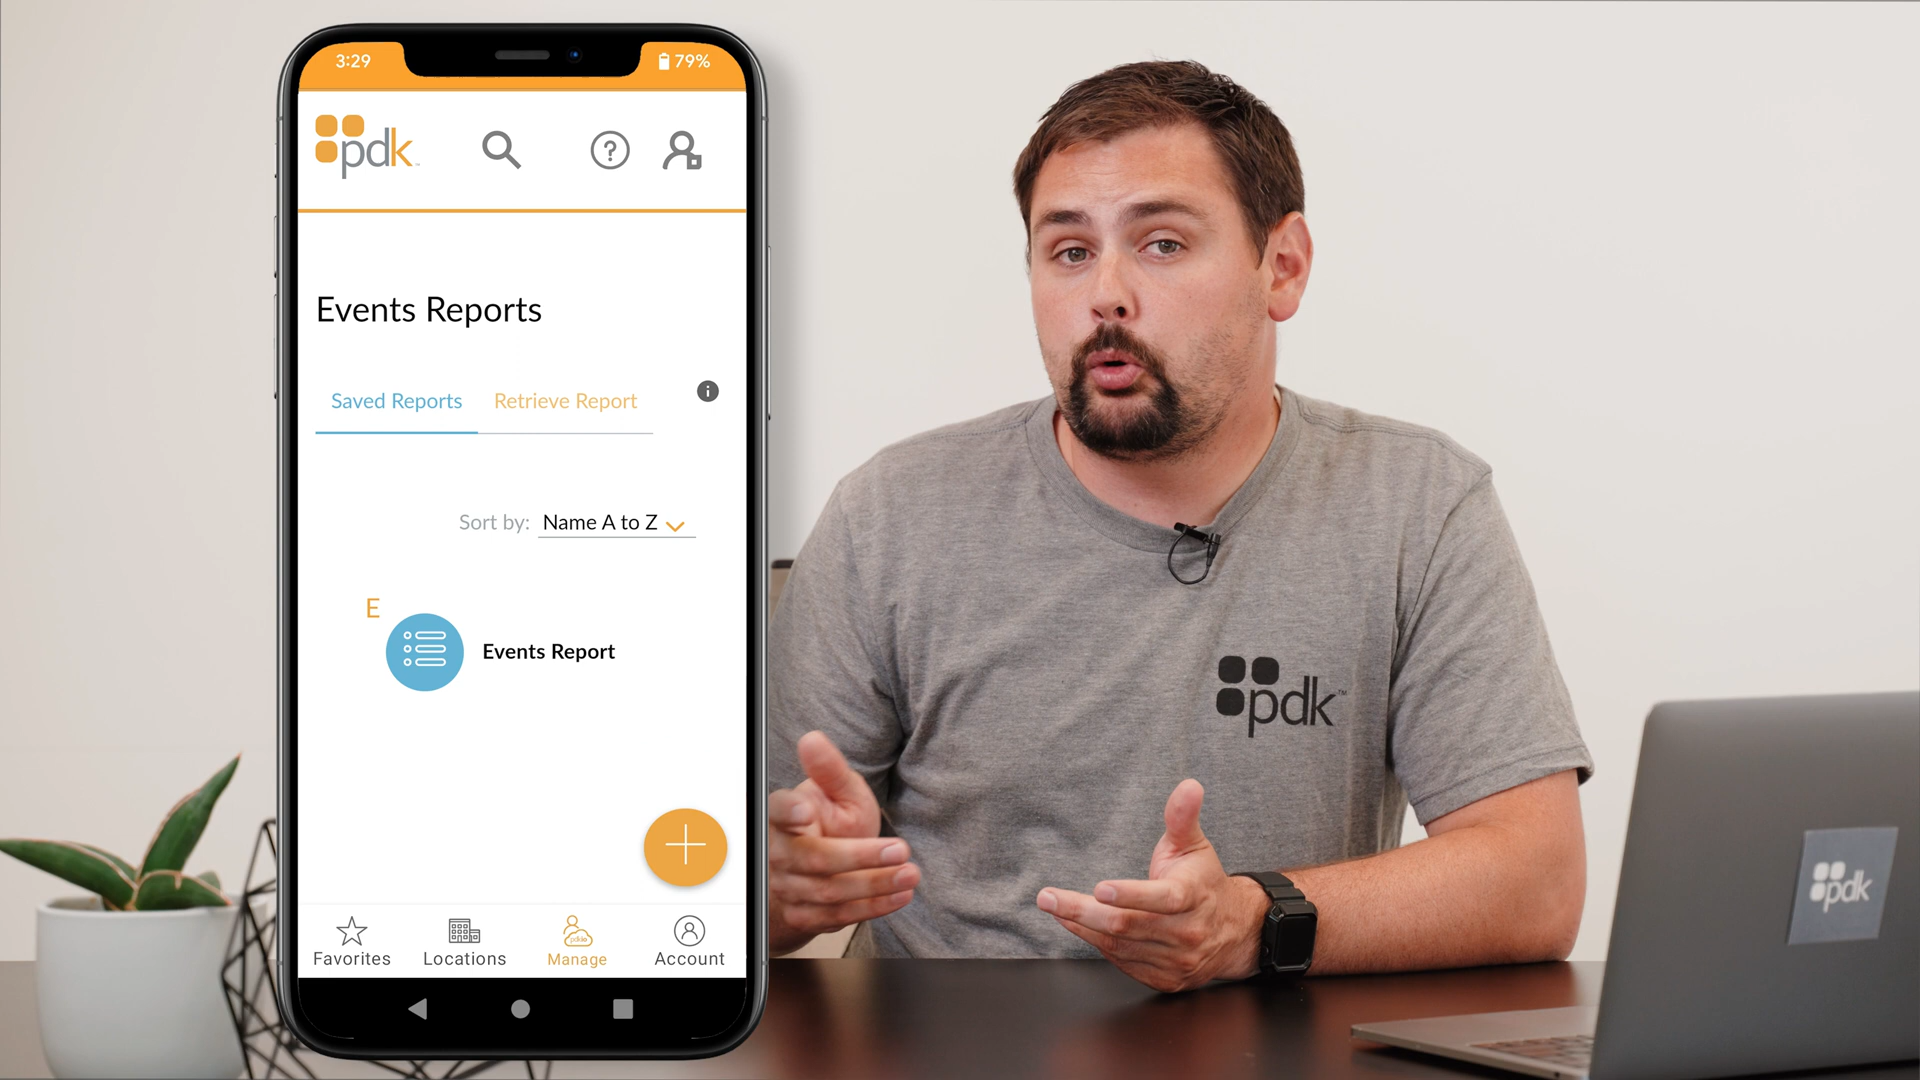 3:29
79%
pdk
Events Reports
Saved Reports
Retrieve Report
Sort by: Name A to Z
E
Events Report
Favorites
Locations
Manage
Account
pdk™
pdk